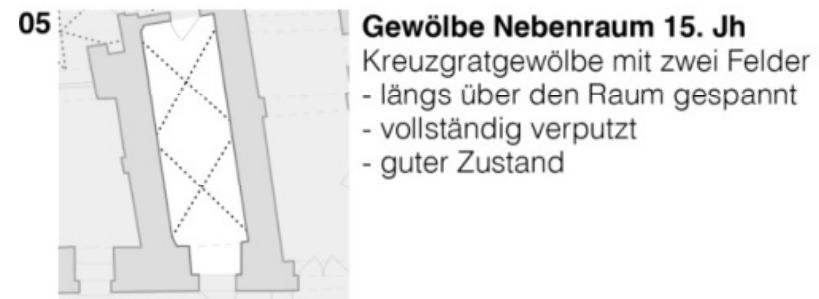 05
Gewölbe Nebenraum 15. Jh
Kreuzgratgewölbe mit zwei Felder
- längs über den Raum gespannt
- vollständig verputzt
- guter Zustand